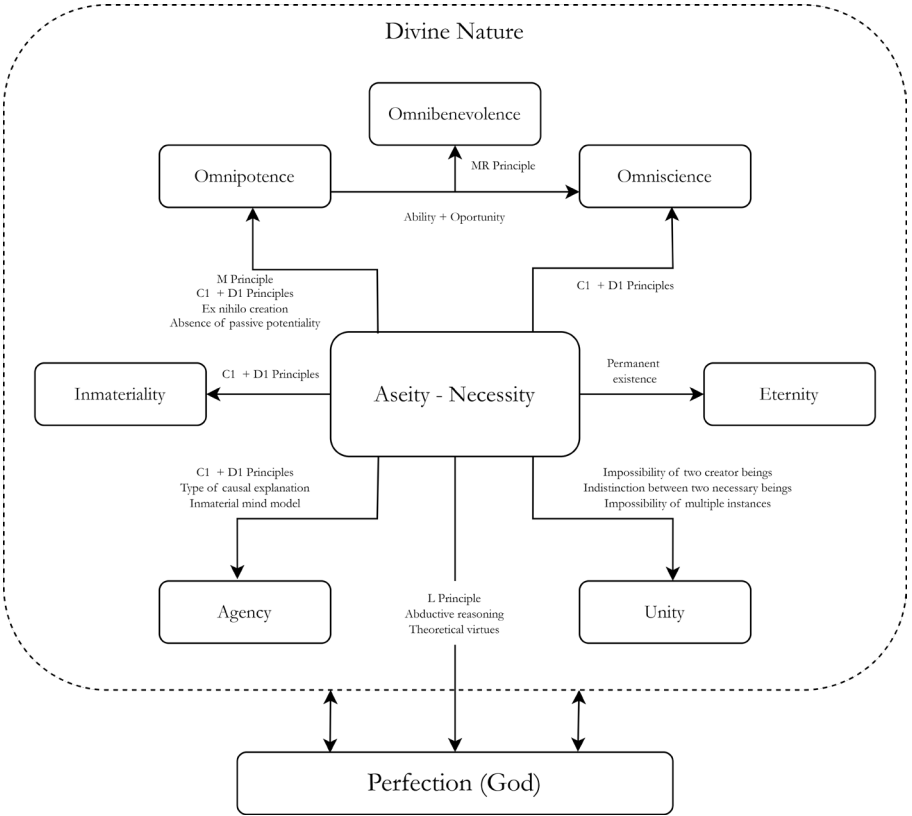 Divine Nature
Omnibenevolence
Omnipotence
MR Principle
Omniscience
Ability + Oportunity
M Principle
C1 + D1 Principles
Ex nihilo creation
Absence of passive potentiality
C1 + D1 Principles
Inmateriality
C1 + D1 Principles
Aseity - Necessity
Permanent
existence
Eternity
C1 + D1 Principles
Type of causal explanation
Inmaterial mind model
Impossibility of two creator beings
Indistinction between two necessary beings
Impossibility of multiple instances
Agency
L Principle
Abductive reasoning
Theoretical virtues
Unity
Perfection (God)